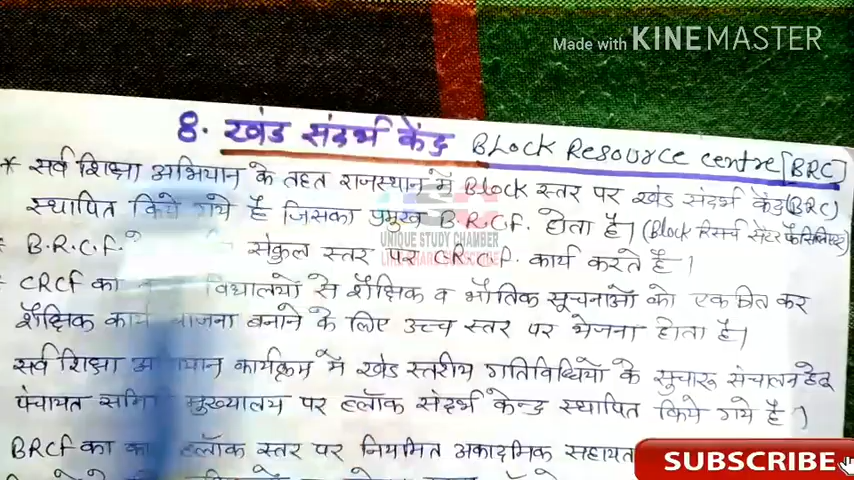 Made with KINEMASTER
8. खंड संदर्भ केंद्र Block Resource centre [BRC]
* सर्व शिक्षा अभियान के तहत राजस्थान में Block स्तर पर खंड संदर्भ केंद्र (BRC)
स्थापित किये गये है जिसका प्रमुख B.R.C.F. होता है। (Block रिसर्च सेंटर फैसिलिटेटर)
* B.R.C.F. संकुल स्तर पर C.R.C.F. कार्य करते है।
UNIQUE STUDY CHAMBER
* CRCF का विधालयों से शैक्षिक व भौतिक सूचनाओं को एकत्रित कर
शैक्षिक कार्य योजना बनाने के लिए उच्च स्तर पर भेजना होता है।
सर्व शिक्षा अभियान कार्यक्रम में खंड स्तरीय गतिविधियों के सुचारू संचालन हेतु
पंचायत समिति मुख्यालय पर ब्लॉक संदर्भ केन्द्र स्थापित किये गये है।
BRCF का ब्लॉक स्तर पर नियमित अकादमिक
SUBSCRIBE